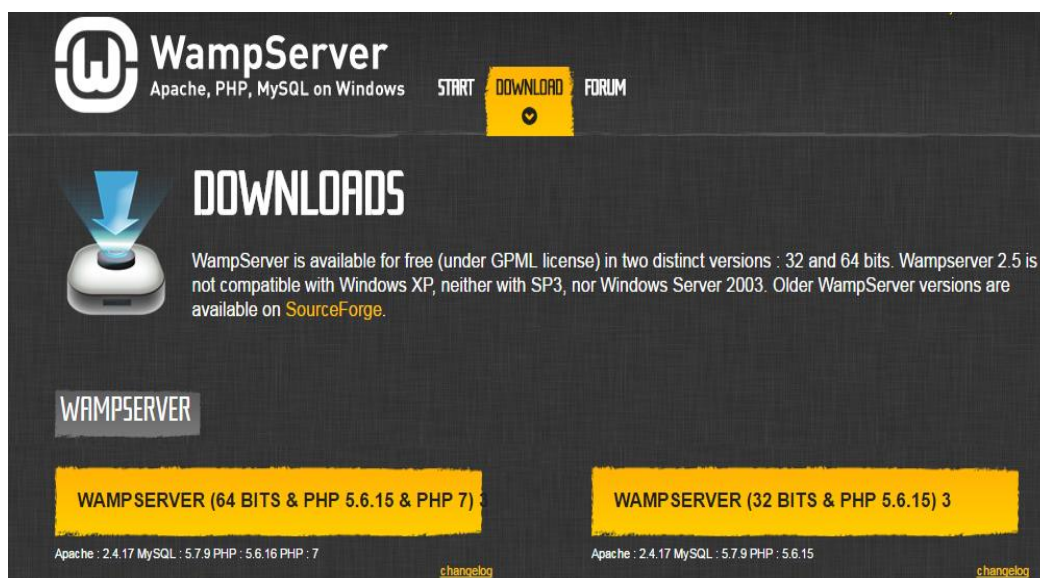 WampServer
Apache, PHP, MySQL on Windows
START DOWNLOAD FORUM
DOWNLOADS
WampServer is available for free (under GPML license) in two distinct versions : 32 and 64 bits. Wampserver 2.5 is
not compatible with Windows XP, neither with SP3, nor Windows Server 2003. Older WampServer versions are
available on SourceForge.
WAMPSERVER
WAMPSERVER (64 BITS & PHP 5.6.15 & PHP 7) 3
WAMPSERVER (32 BITS & PHP 5.6.15) 3
Apache : 2.4.17 MySQL : 5.7.9 PHP : 5.6.16 PHP : 7
Apache : 2.4.17 MySQL : 5.7.9 PHP : 5.6.15
changelog
changelog